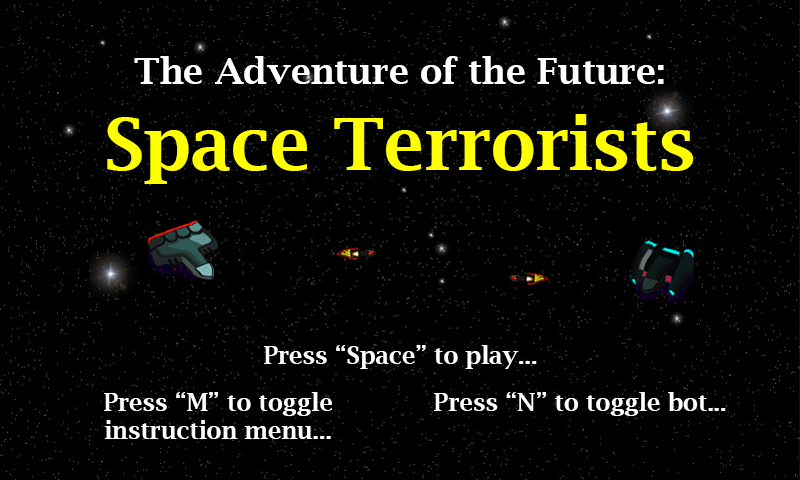 The Adventure of the Future:
Space Terrorists
Press “Space” to play...
Press “M” to toggle
instruction menu...
Press “N” to toggle bot...